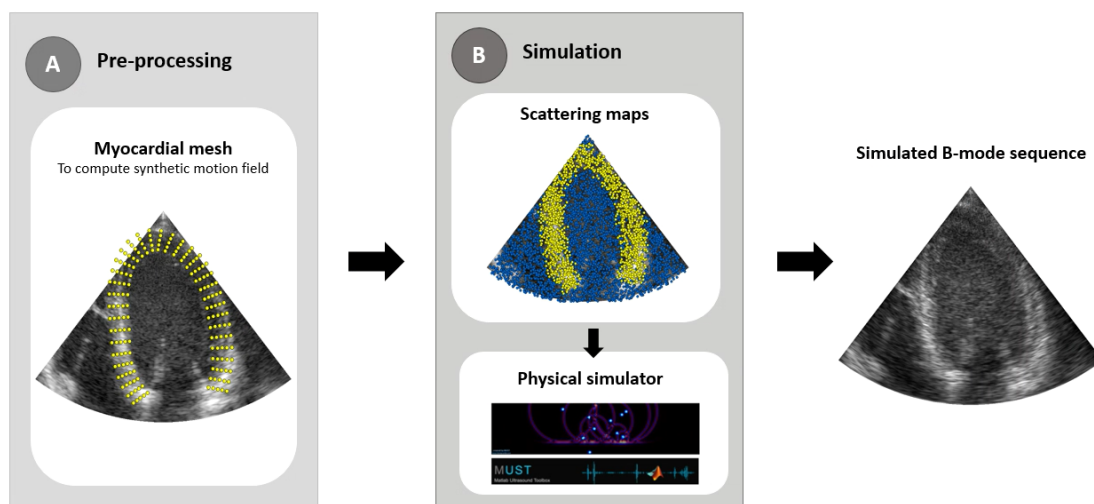 A
Pre-processing
Myocardial mesh
To compute synthetic motion field
B
Simulation
Scattering maps
Physical simulator
MUST
Matlab Ultrasound Toolbox
Simulated B-mode sequence